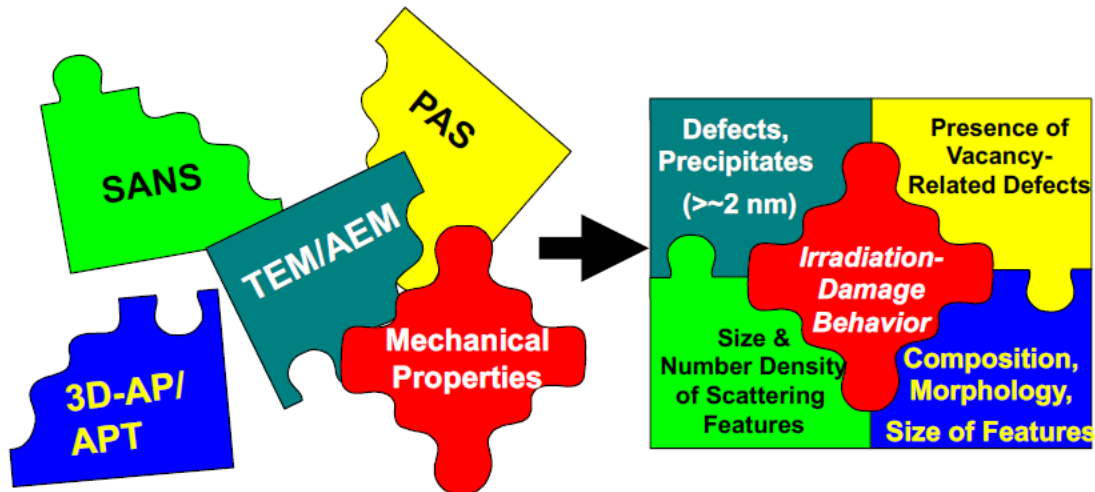 SANS
PAS
TEM/AEM
3D-AP/
APT
Mechanical
Properties
Defects,
Precipitates
(>~2 nm)
Presence of
Vacancy-
Related Defects
Irradiation-
Damage
Behavior
Size &
Number Density
of Scattering
Features
Composition,
Morphology,
Size of Features